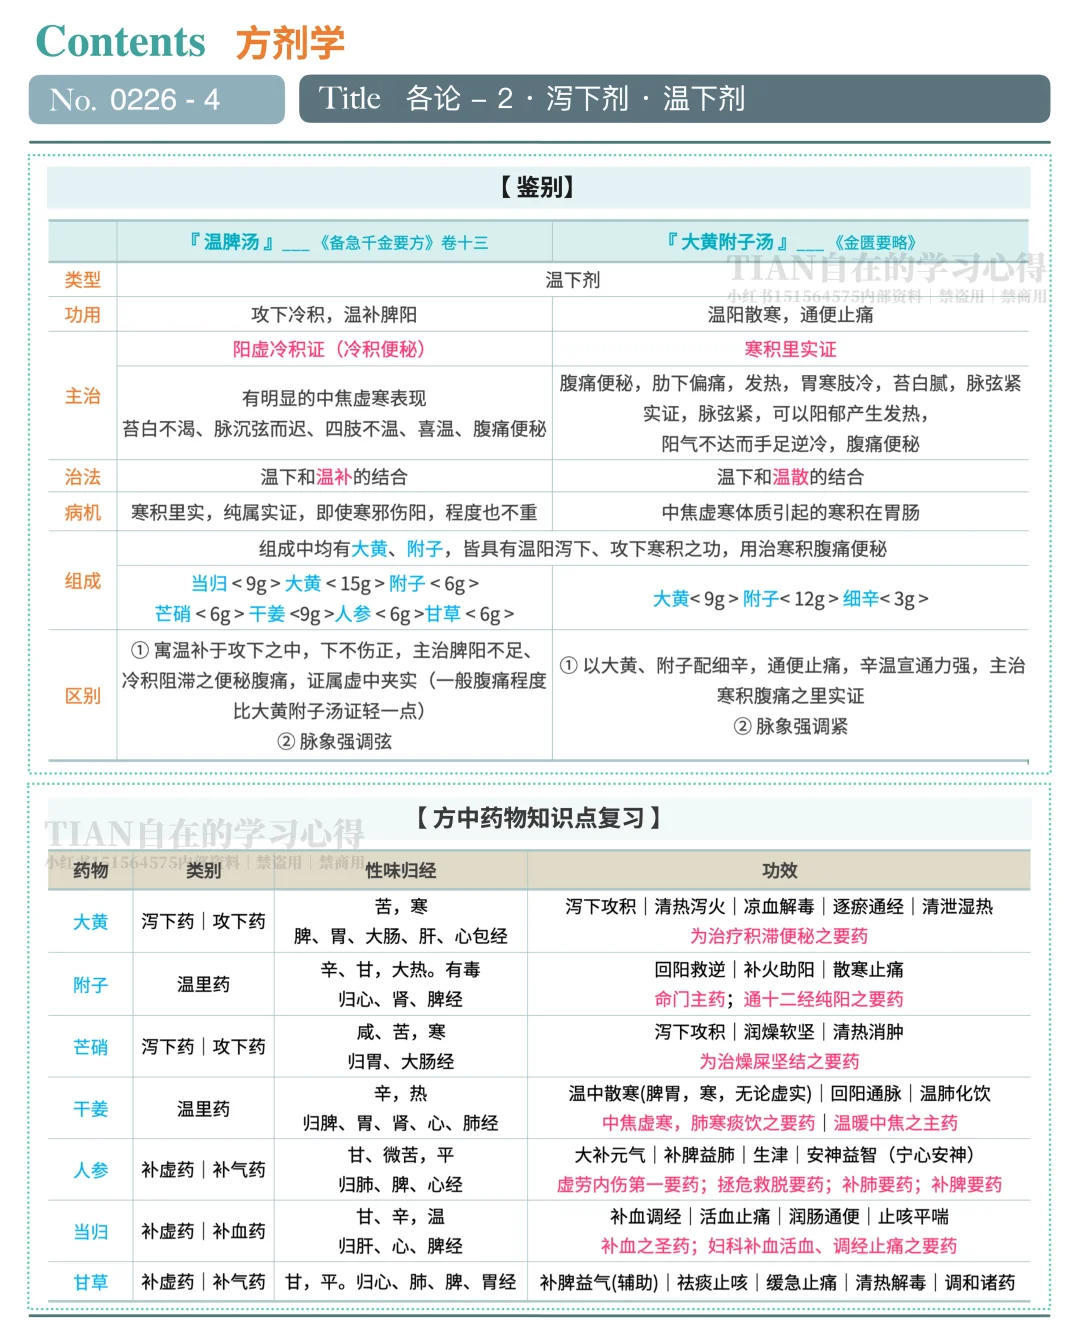 Contents 方剂学
No. 0226 - 4
Title 各论 – 2 · 泻下剂 · 温下剂
【 鉴别】
『 温脾汤 』___ 《备急千金要方》卷十三
『 大黄附子汤 』___ 《金匮要略》
TIAN自在的学习心得
小红书151564575内部资料｜禁盗用｜禁商用
类型
温下剂
功用
攻下冷积，温补脾阳
温阳散寒，通便止痛
主治
阳虚冷积证（冷积便秘）
寒积里实证
有明显的中焦虚寒表现
苔白不渴、脉沉弦而迟、四肢不温、喜温、腹痛便秘
腹痛便秘，肋下偏痛，发热，胃寒肢冷，苔白腻，脉弦紧
实证，脉弦紧，可以阳郁产生发热，
阳气不达而手足逆冷，腹痛便秘
治法
温下和温补的结合
温下和温散的结合
病机
寒积里实，纯属实证，即使寒邪伤阳，程度也不重
中焦虚寒体质引起的寒积在胃肠
组成
组成中均有大黄、附子，皆具有温阳泻下、攻下寒积之功，用治寒积腹痛便秘
当归 < 9g > 大黄 < 15g > 附子 < 6g >
芒硝 < 6g > 干姜 <9g >人参 < 6g >甘草 < 6g >
大黄< 9g > 附子< 12g > 细辛< 3g >
区别
① 寓温补于攻下之中，下不伤正，主治脾阳不足、
冷积阻滞之便秘腹痛，证属虚中夹实（一般腹痛程度
比大黄附子汤证轻一点）
② 脉象强调弦
① 以大黄、附子配细辛，通便止痛，辛温宣通力强，主治
寒积腹痛之里实证
② 脉象强调紧
【 方中药物知识点复习 】
TIAN自在的学习心得
小红书151564575内部资料｜禁盗用｜禁商用
药物 类别 性味归经 功效
大黄
泻下药｜攻下药
苦，寒
脾、胃、大肠、肝、心包经
泻下攻积｜清热泻火｜凉血解毒｜逐瘀通经｜清泄湿热
为治疗积滞便秘之要药
附子
温里药
辛、甘，大热。有毒
归心、肾、脾经
回阳救逆｜补火助阳｜散寒止痛
命门主药；通十二经纯阳之要药
芒硝
泻下药｜攻下药
咸、苦，寒
归胃、大肠经
泻下攻积｜润燥软坚｜清热消肿
为治燥屎坚结之要药
干姜
温里药
辛，热
归脾、胃、肾、心、肺经
温中散寒(脾胃，寒，无论虚实)｜回阳通脉｜温肺化饮
中焦虚寒，肺寒痰饮之要药｜温暖中焦之主药
人参
补虚药｜补气药
甘、微苦，平
归肺、脾、心经
大补元气｜补脾益肺｜生津｜安神益智（宁心安神）
虚劳内伤第一要药；拯危救脱要药；补肺要药；补脾要药
当归
补虚药｜补血药
甘、辛，温
归肝、心、脾经
补血调经｜活血止痛｜润肠通便｜止咳平喘
补血之圣药；妇科补血活血、调经止痛之要药
甘草
补虚药｜补气药
甘，平。归心、肺、脾、胃经
补脾益气(辅助)｜祛痰止咳｜缓急止痛｜清热解毒｜调和诸药